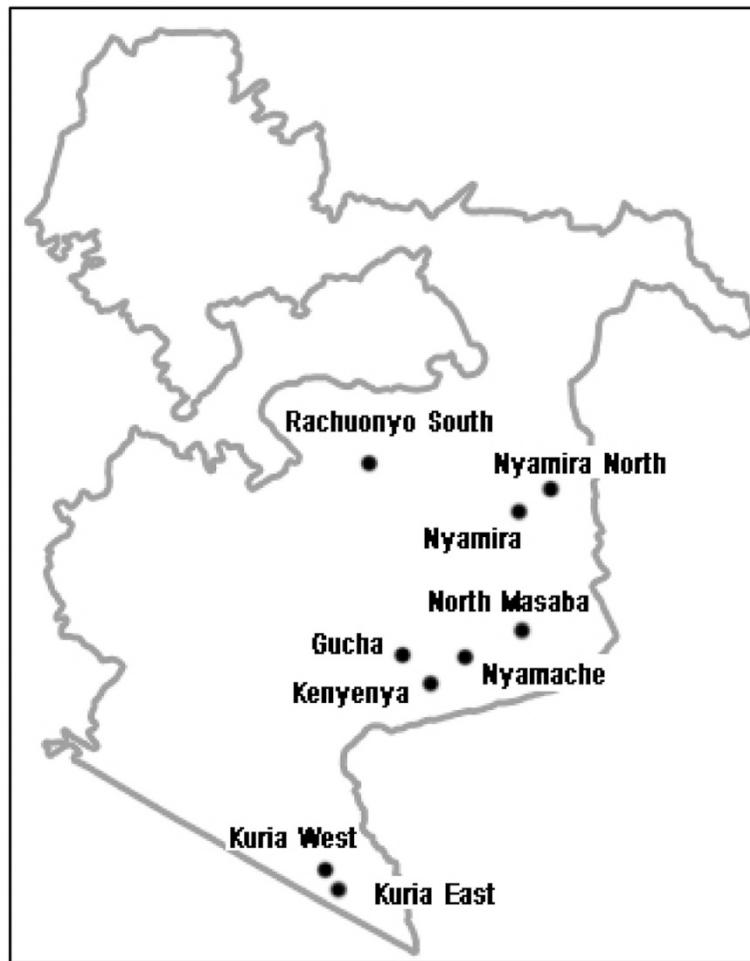 Rachuonyo South
Nyamira North
Nyamira
North Masaba
Gucha
Nyamache
Kenyenya
Kuria West
Kuria East